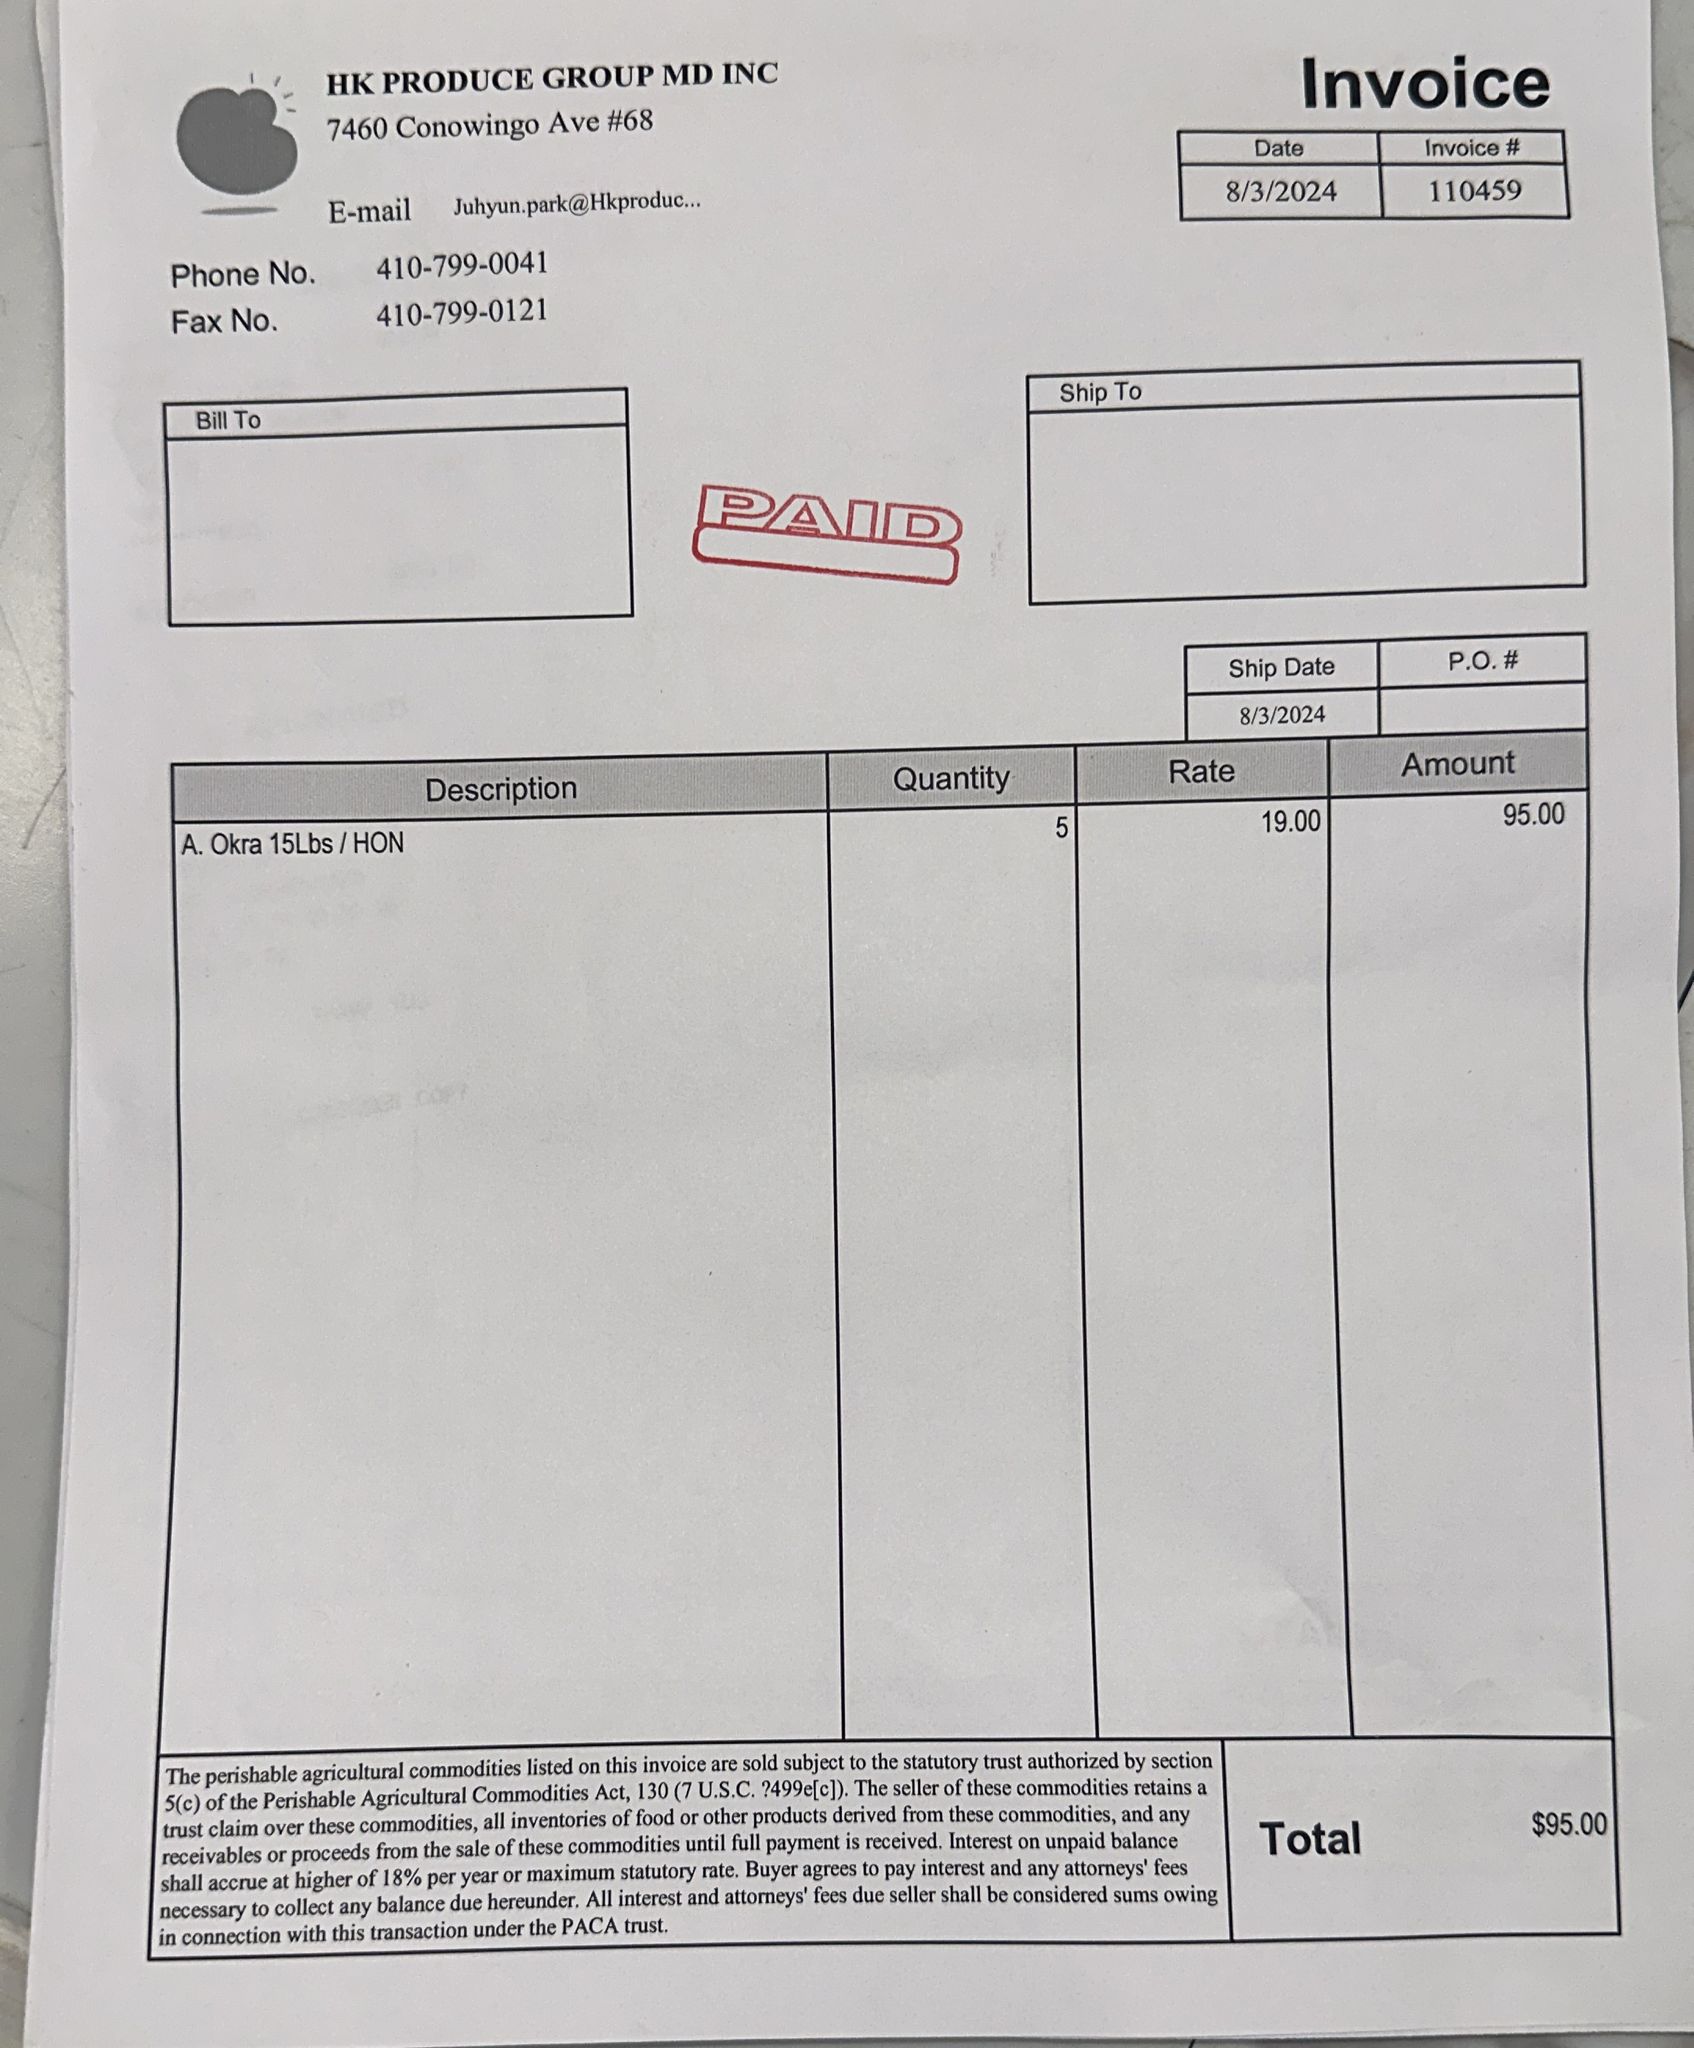 HK PRODUCE GROUP MD INC
7460 Conowingo Ave #68
E-mail Juhyun.park@Hkproduc...
Phone No. 410-799-0041
Fax No. 410-799-0121
Invoice
Date Invoice #
8/3/2024 110459
Bill To
Ship To
PAID
Ship Date P.O. #
8/3/2024
Description Quantity Rate Amount
A. Okra 15Lbs / HON 5 19.00 95.00
The perishable agricultural commodities listed on this invoice are sold subject to the statutory trust authorized by section
5(c) of the Perishable Agricultural Commodities Act, 130 (7 U.S.C. ?499e[c]). The seller of these commodities retains a
trust claim over these commodities, all inventories of food or other products derived from these commodities, and any
receivables or proceeds from the sale of these commodities until full payment is received. Interest on unpaid balance
shall accrue at higher of 18% per year or maximum statutory rate. Buyer agrees to pay interest and any attorneys' fees
necessary to collect any balance due hereunder. All interest and attorneys' fees due seller shall be considered sums owing
in connection with this transaction under the PACA trust.
Total $95.00